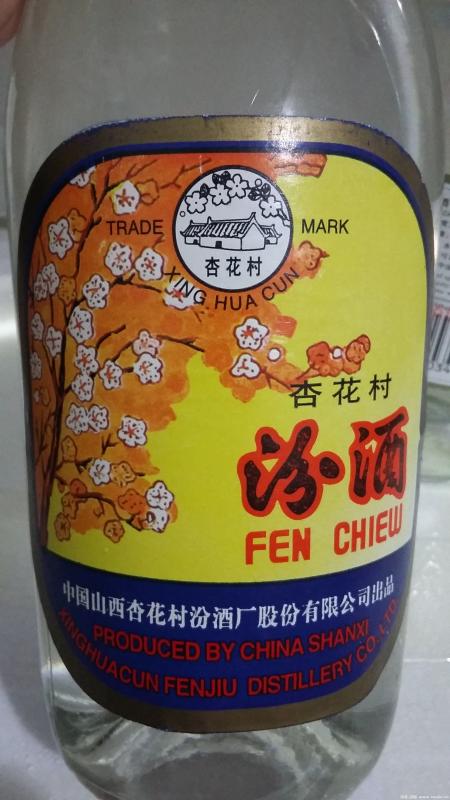 TRADE MARK
杏花村
XING HUA CUN
杏花村
汾酒
FEN CHIEW
中国山西杏花村汾酒厂股份有限公司出品
PRODUCED BY CHINA SHANXI
XINGHUACUN FENJIU DISTILLERY CO.,LTD